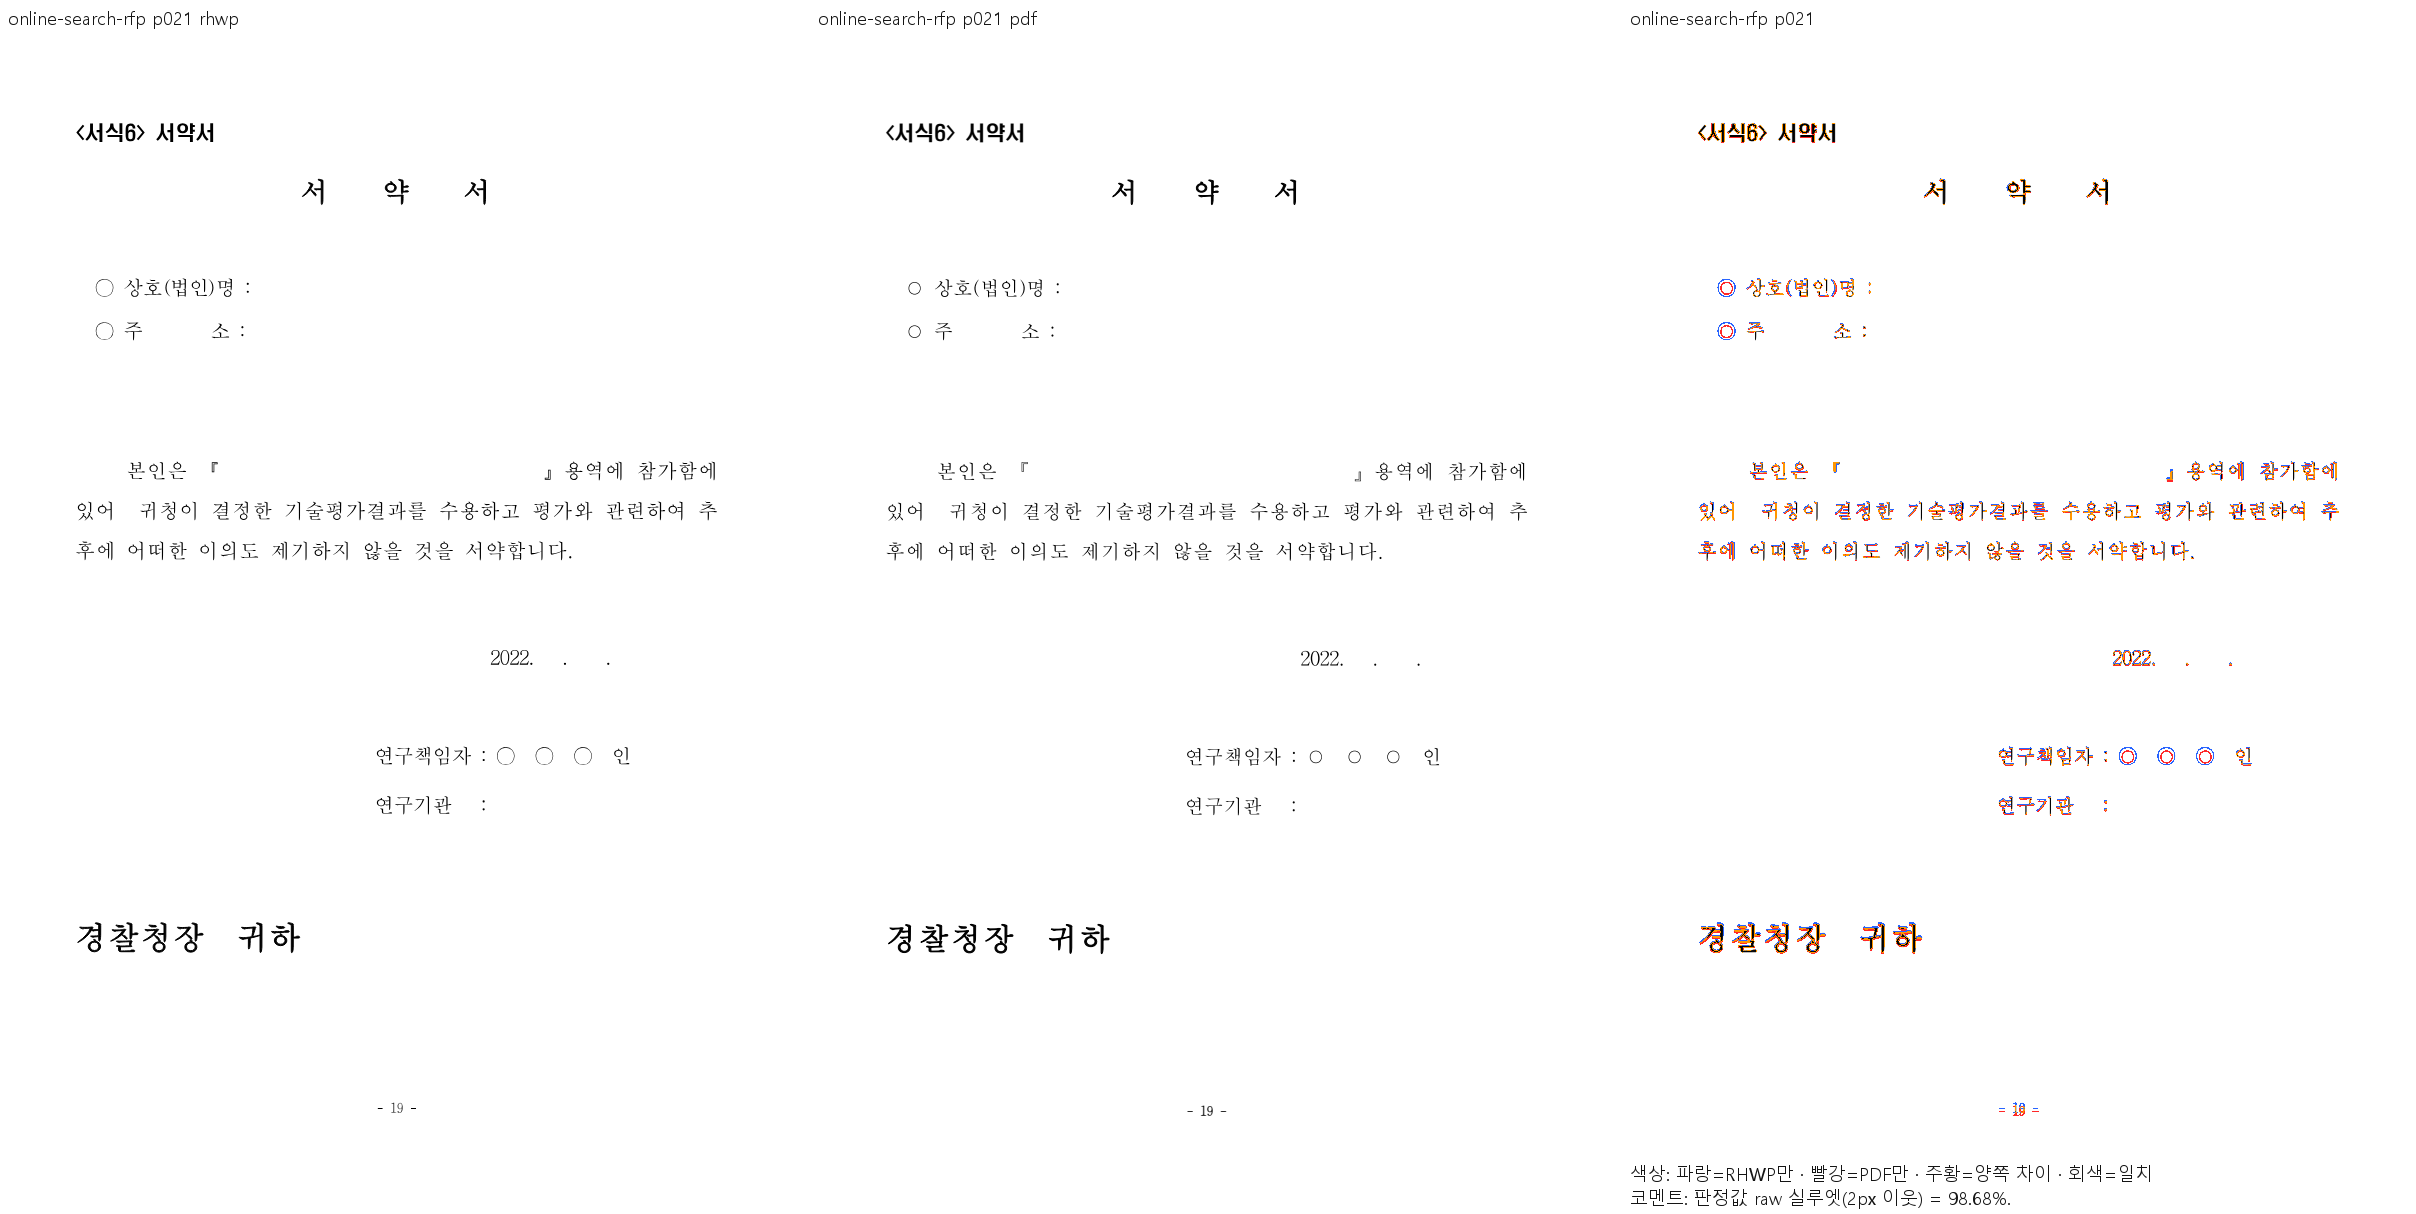 online-search-rfp p021 rhwp
<서식6> 서약서
서 약 서
○ 상호(법인)명 :
○ 주 소 :
본인은 『 』용역에 참가함에
있어 귀청이 결정한 기술평가결과를 수용하고 평가와 관련하여 추
후에 어떠한 이의도 제기하지 않을 것을 서약합니다.
2022. . .
연구책임자 : ○ ○ ○ 인
연구기관 :
경찰청장 귀하
- 19 -
online-search-rfp p021 pdf
<서식6> 서약서
서 약 서
○ 상호(법인)명 :
○ 주 소 :
본인은 『 』용역에 참가함에
있어 귀청이 결정한 기술평가결과를 수용하고 평가와 관련하여 추
후에 어떠한 이의도 제기하지 않을 것을 서약합니다.
2022. . .
연구책임자 : ○ ○ ○ 인
연구기관 :
경찰청장 귀하
- 19 -
online-search-rfp p021
<서식6> 서약서
서 약 서
◎ 상호(법인)명 :
◎ 주 소 :
본인은 『 』용역에 참가함에
있어 귀청이 결정한 기술평가결과를 수용하고 평가와 관련하여 추
후에 어떠한 이의도 제기하지 않을 것을 서약합니다.
2022. . .
연구책임자 : ◎ ◎ ◎ 인
연구기관 :
경찰청장 귀하
- 19 -
색상: 파랑=RHWP만 · 빨강=PDF만 · 주황=양쪽 차이 · 회색=일치
코멘트: 판정값 raw 실루엣(2px 이웃) = 98.68%.